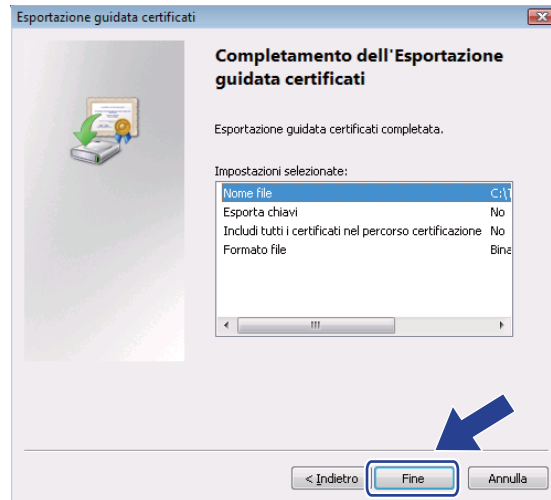 Esportazione guidata certificati
Completamento dell'Esportazione
guidata certificati
Esportazione guidata certificati completata.
Impostazioni selezionate:
Nome file C:\
Esporta chiavi No
Includi tutti i certificati nel percorso certificazione No
Formato file Bina
< Indietro Fine Annulla